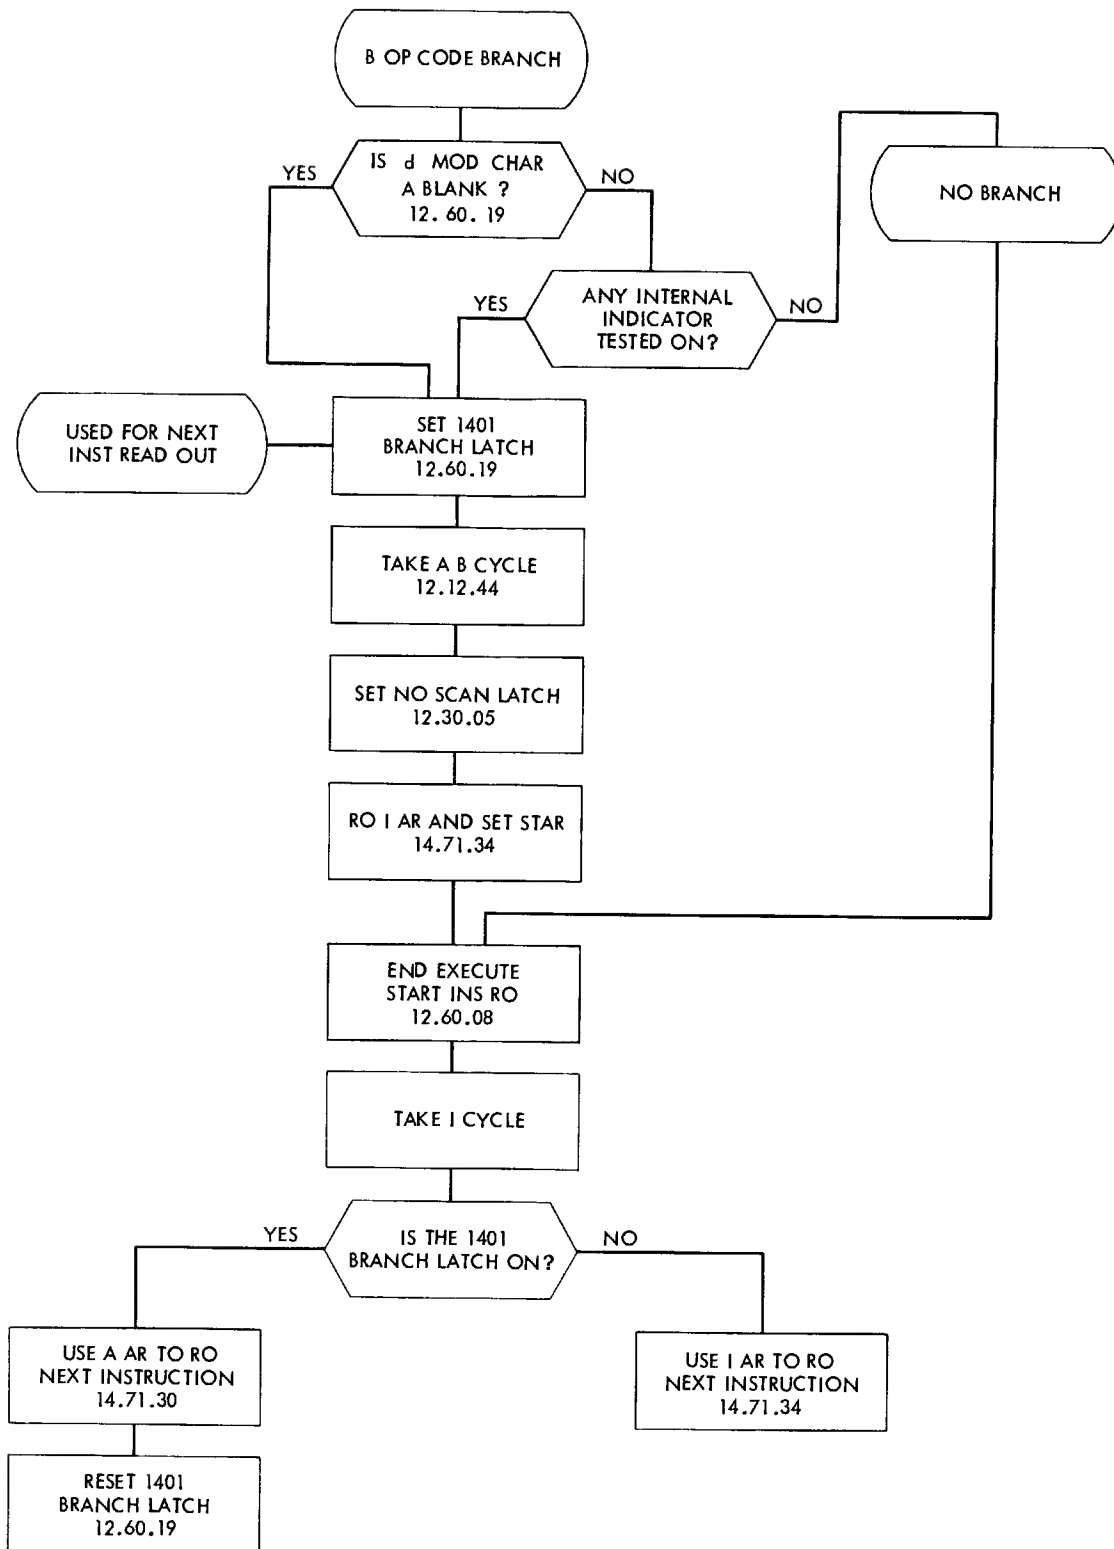 B OP CODE BRANCH
YES
IS d MOD CHAR
A BLANK ?
12. 60. 19
NO
NO BRANCH
YES
ANY INTERNAL
INDICATOR
TESTED ON?
NO
USED FOR NEXT
INST READ OUT
SET 1401
BRANCH LATCH
12.60.19
TAKE A B CYCLE
12.12.44
SET NO SCAN LATCH
12.30.05
RO I AR AND SET STAR
14.71.34
END EXECUTE
START INS RO
12.60.08
TAKE I CYCLE
YES
IS THE 1401
BRANCH LATCH ON?
NO
USE A AR TO RO
NEXT INSTRUCTION
14.71.30
USE I AR TO RO
NEXT INSTRUCTION
14.71.34
RESET 1401
BRANCH LATCH
12.60.19